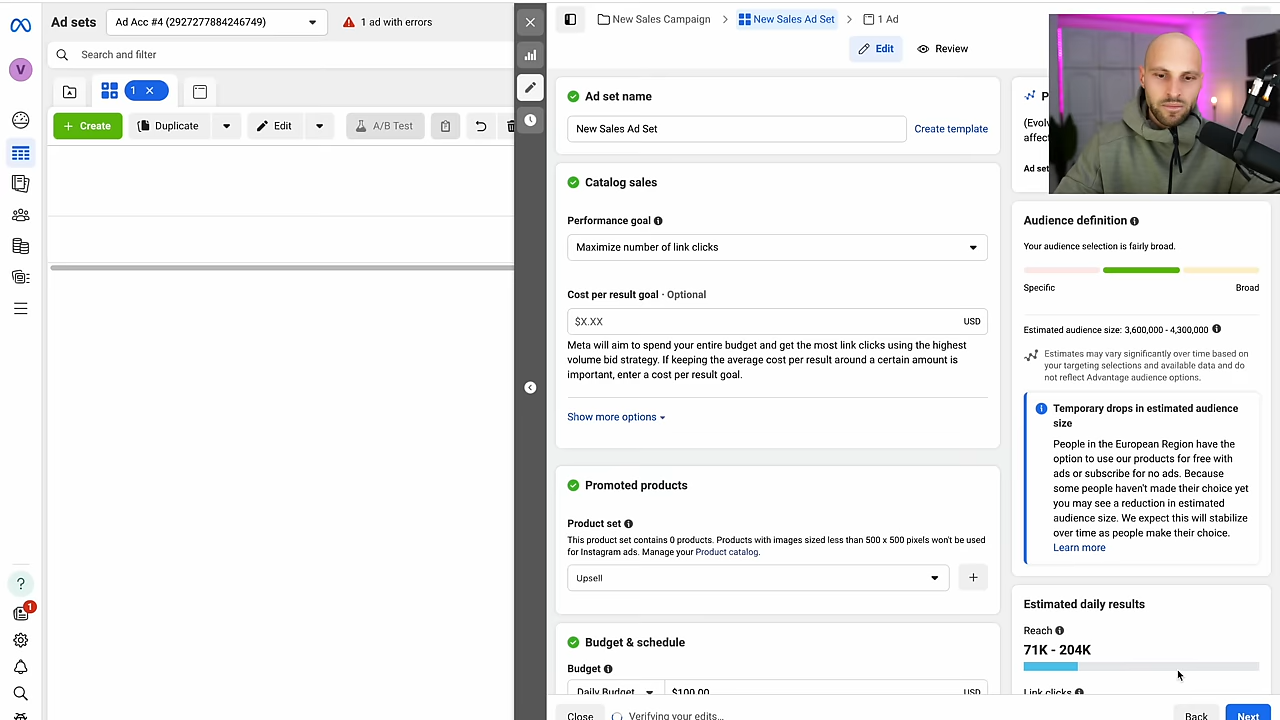 Ad sets
Ad Acc #4 (2927277884246749)
1 ad with errors
New Sales Campaign
New Sales Ad Set
1 Ad
Search and filter
Edit
Review
V
1
Create
Duplicate
Edit
A/B Test
Ad set name
New Sales Ad Set
Create template
Catalog sales
Performance goal
Maximize number of link clicks
Cost per result goal · Optional
$X.XX
USD
Meta will aim to spend your entire budget and get the most link clicks using the highest
volume bid strategy. If keeping the average cost per result around a certain amount is
important, enter a cost per result goal.
Show more options
Promoted products
Product set
This product set contains 0 products. Products with images sized less than 500 x 500 pixels won't be used
for Instagram ads. Manage your Product catalog.
Upsell
Budget & schedule
Budget
Daily Budget
$100.00
USD
Close
Verifying your edits...
Back
Next
P
(Evolv
affect
Ad set
Audience definition
Your audience selection is fairly broad.
Specific
Broad
Estimated audience size: 3,600,000 - 4,300,000
Estimates may vary significantly over time based on
your targeting selections and available data and do
not reflect Advantage audience options.
Temporary drops in estimated audience
size
People in the European Region have the
option to use our products for free with
ads or subscribe for no ads. Because
some people haven't made their choice yet
you may see a reduction in estimated
audience size. We expect this will stabilize
over time as people make their choice.
Learn more
Estimated daily results
Reach
71K - 204K
Link clicks
?
1